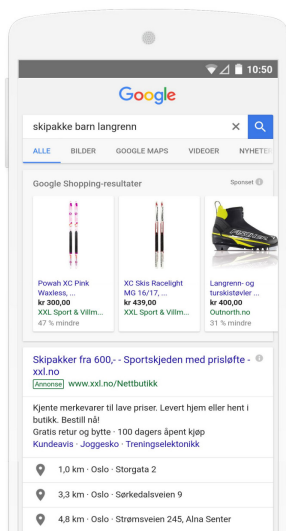 10:50
Google
skipakke barn langrenn
ALLE BILDER GOOGLE MAPS VIDEOER NYHETER
Google Shopping-resultater Sponset
Powah XC Pink
Waxless, ...
kr 300,00
XXL Sport & Villm...
47 % mindre
XC Skis Racelight
MG 16/17, ...
kr 439,00
XXL Sport & Villm...
Langrenn- og
turskistøvler ...
kr 400,00
Outnorth.no
31 % mindre
Skipakker fra 600,- - Sportskjeden med prisløfte -
xxl.no
Annonse www.xxl.no/Nettbutikk
Kjente merkevarer til lave priser. Levert hjem eller hent i
butikk. Bestill nå!
Gratis retur og bytte · 100 dagers åpent kjøp
Kundeavis · Joggesko · Treningselektonikk
1,0 km · Oslo · Storgata 2
3,3 km · Oslo · Sørkedalsveien 9
4,8 km · Oslo · Strømsveien 245, Alna Senter